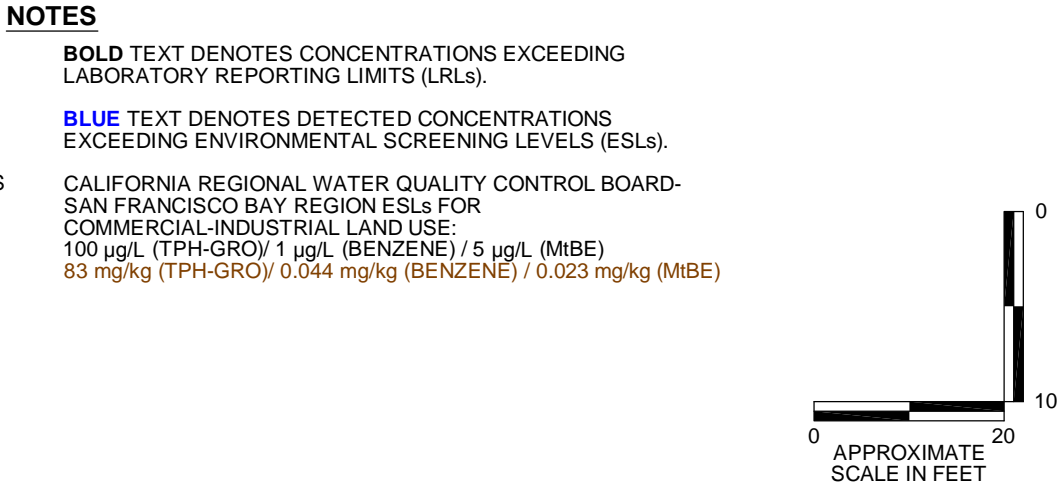 NOTES
BOLD TEXT DENOTES CONCENTRATIONS EXCEEDING
LABORATORY REPORTING LIMITS (LRLs).
BLUE TEXT DENOTES DETECTED CONCENTRATIONS
EXCEEDING ENVIRONMENTAL SCREENING LEVELS (ESLs).
S CALIFORNIA REGIONAL WATER QUALITY CONTROL BOARD-
SAN FRANCISCO BAY REGION ESLs FOR
COMMERCIAL-INDUSTRIAL LAND USE:
100 µg/L (TPH-GRO)/ 1 µg/L (BENZENE) / 5 µg/L (MtBE)
83 mg/kg (TPH-GRO)/ 0.044 mg/kg (BENZENE) / 0.023 mg/kg (MtBE)
0
10
0 20
APPROXIMATE
SCALE IN FEET